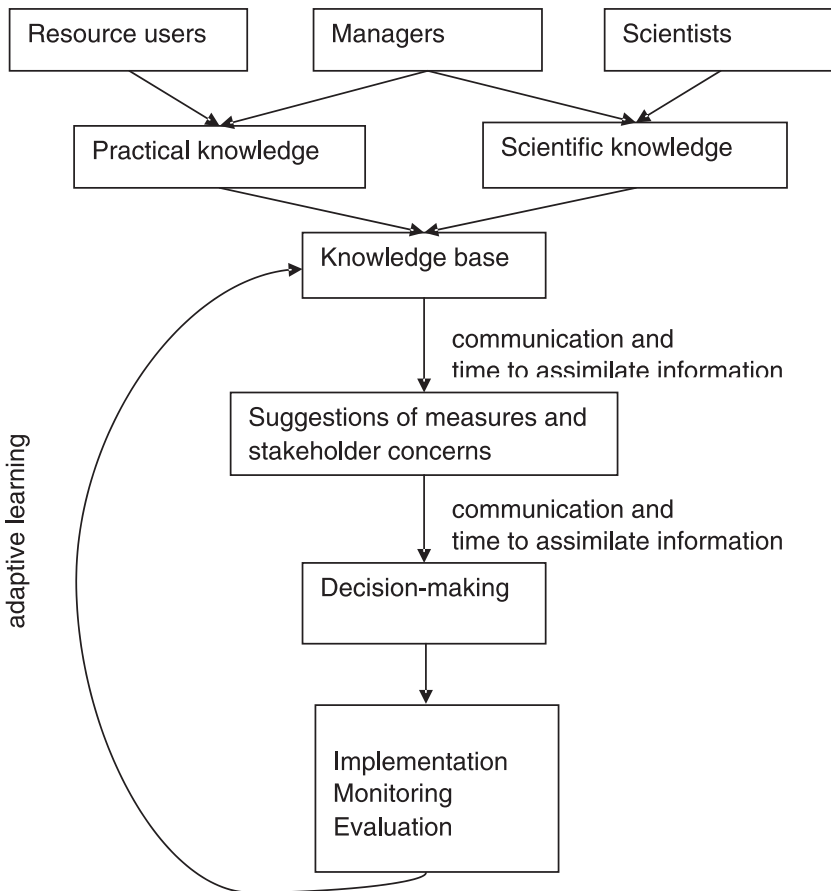 Resource users
Managers
Scientists
Practical knowledge
Scientific knowledge
Knowledge base
communication and
time to assimilate information
Suggestions of measures and
stakeholder concerns
communication and
time to assimilate information
Decision-making
adaptive learning
Implementation
Monitoring
Evaluation